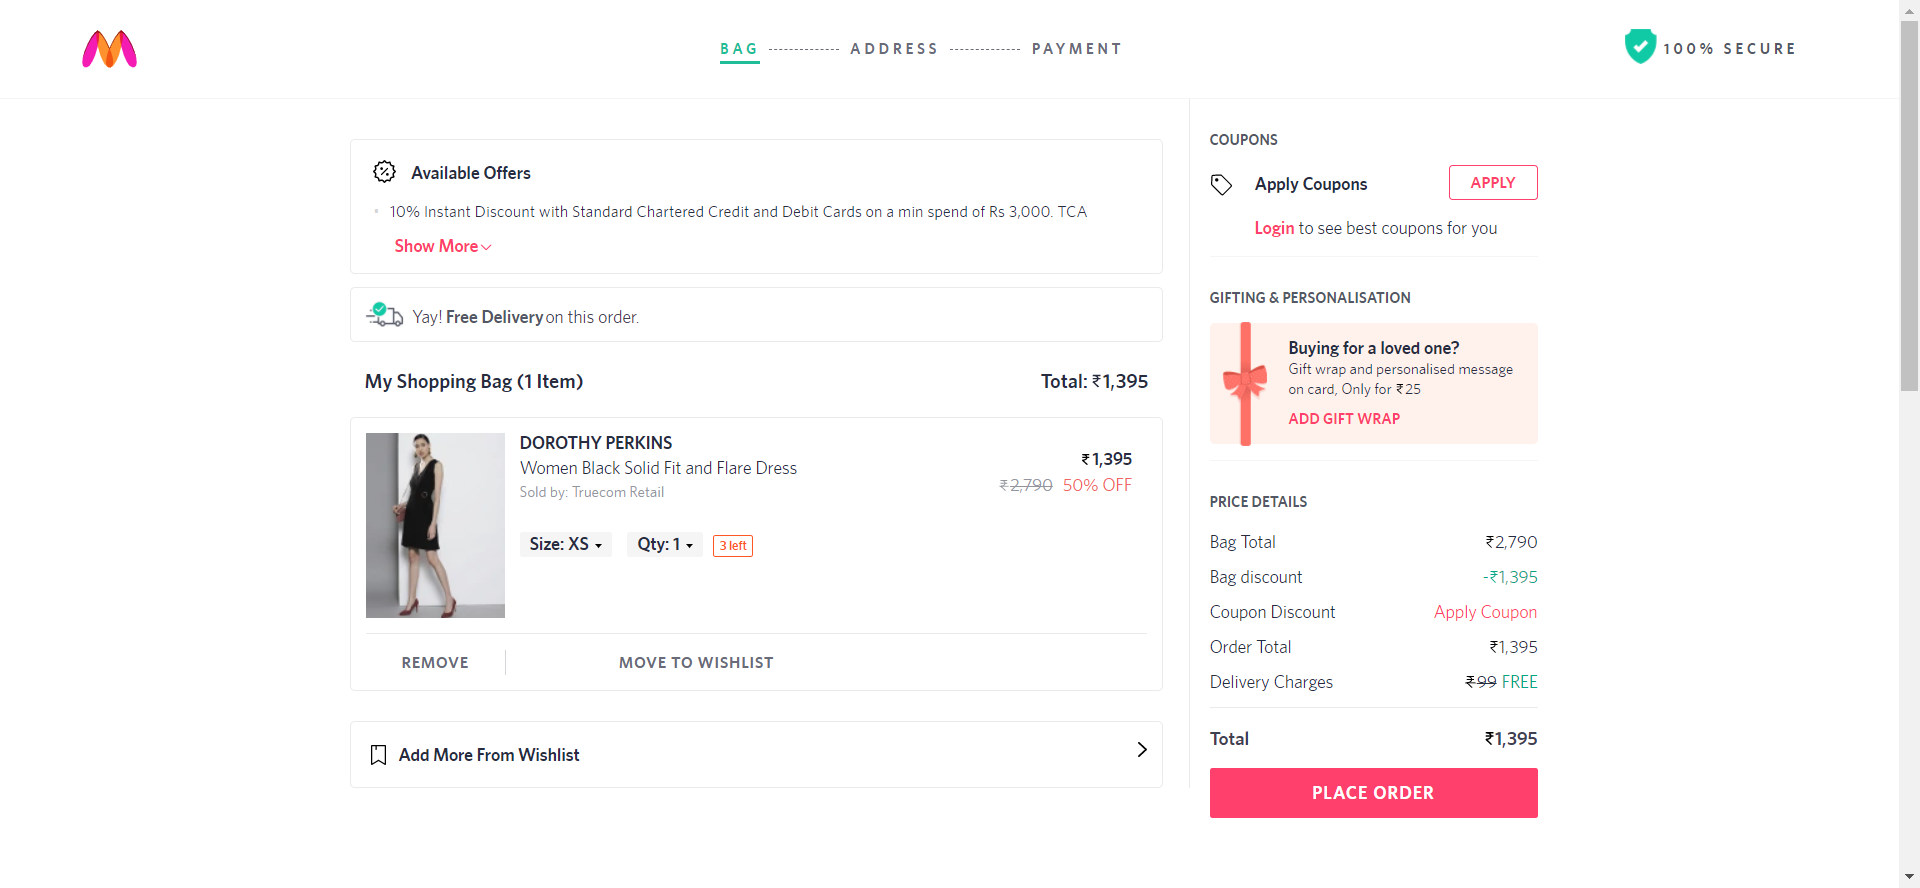 BAG ADDRESS PAYMENT
100% SECURE
Available Offers
10% Instant Discount with Standard Chartered Credit and Debit Cards on a min spend of Rs 3,000. TCA
Show More
Yay! Free Delivery on this order.
My Shopping Bag (1 Item)
Total: ₹1,395
DOROTHY PERKINS
Women Black Solid Fit and Flare Dress
Sold by: Truecom Retail
₹1,395
₹2,790 50% OFF
Size: XS
Qty: 1
3 left
REMOVE
MOVE TO WISHLIST
Add More From Wishlist
COUPONS
Apply Coupons
APPLY
Login to see best coupons for you
GIFTING & PERSONALISATION
Buying for a loved one?
Gift wrap and personalised message
on card, Only for ₹25
ADD GIFT WRAP
PRICE DETAILS
Bag Total ₹2,790
Bag discount -₹1,395
Coupon Discount Apply Coupon
Order Total ₹1,395
Delivery Charges ₹99 FREE
Total ₹1,395
PLACE ORDER